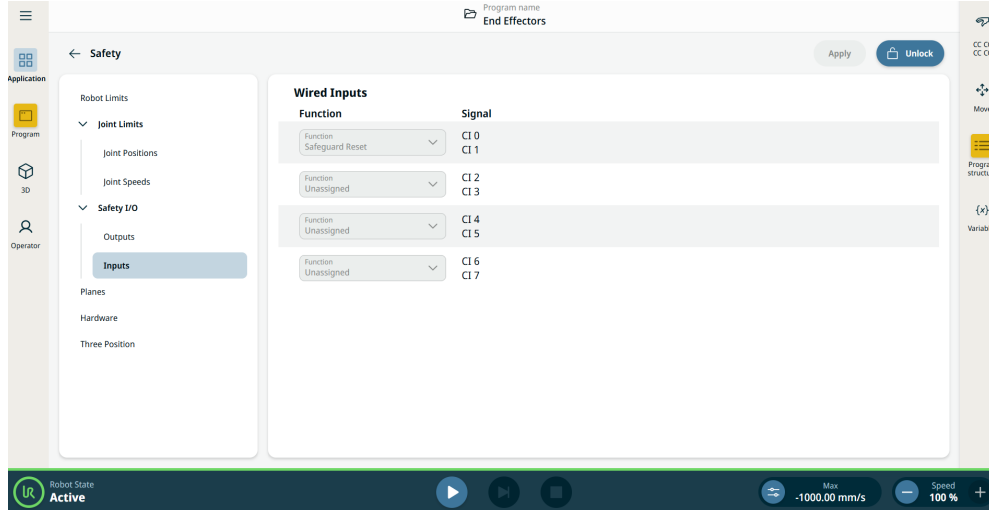 Program name
End Effectors
Safety
Apply
Unlock
Application
Program
3D
Operator
Robot Limits
Joint Limits
Joint Positions
Joint Speeds
Safety I/O
Outputs
Inputs
Planes
Hardware
Three Position
Wired Inputs
Function Signal
Function
Safeguard Reset
CI 0
CI 1
Function
Unassigned
CI 2
CI 3
Function
Unassigned
CI 4
CI 5
Function
Unassigned
CI 6
CI 7
CC
CC
Move
{x}
UR
Robot State
Active
Max
-1000.00 mm/s
Speed
100 %